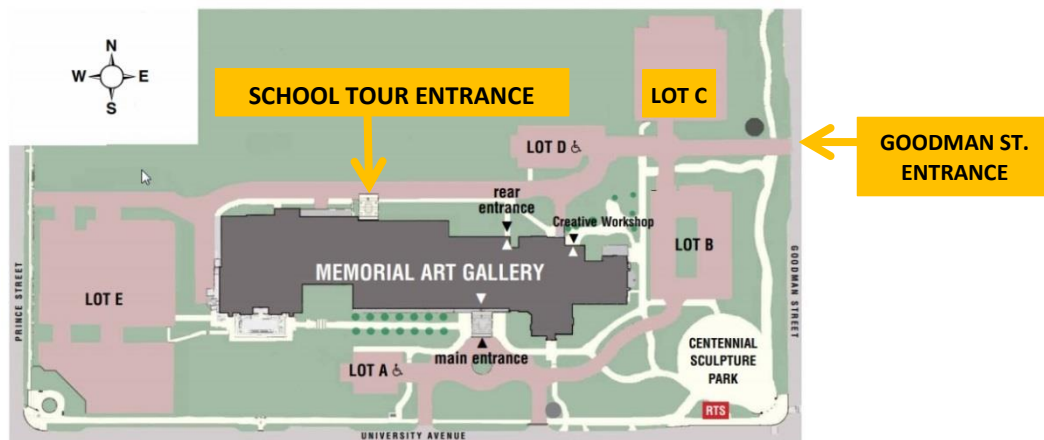 N
W E
S
SCHOOL TOUR ENTRANCE
LOT C
LOT D
GOODMAN ST.
ENTRANCE
rear
entrance
Creative Workshop
LOT B
MEMORIAL ART GALLERY
LOT E
PRINCE STREET
GOODMAN STREET
main entrance
LOT A
CENTENNIAL
SCULPTURE
PARK
RTS
UNIVERSITY AVENUE